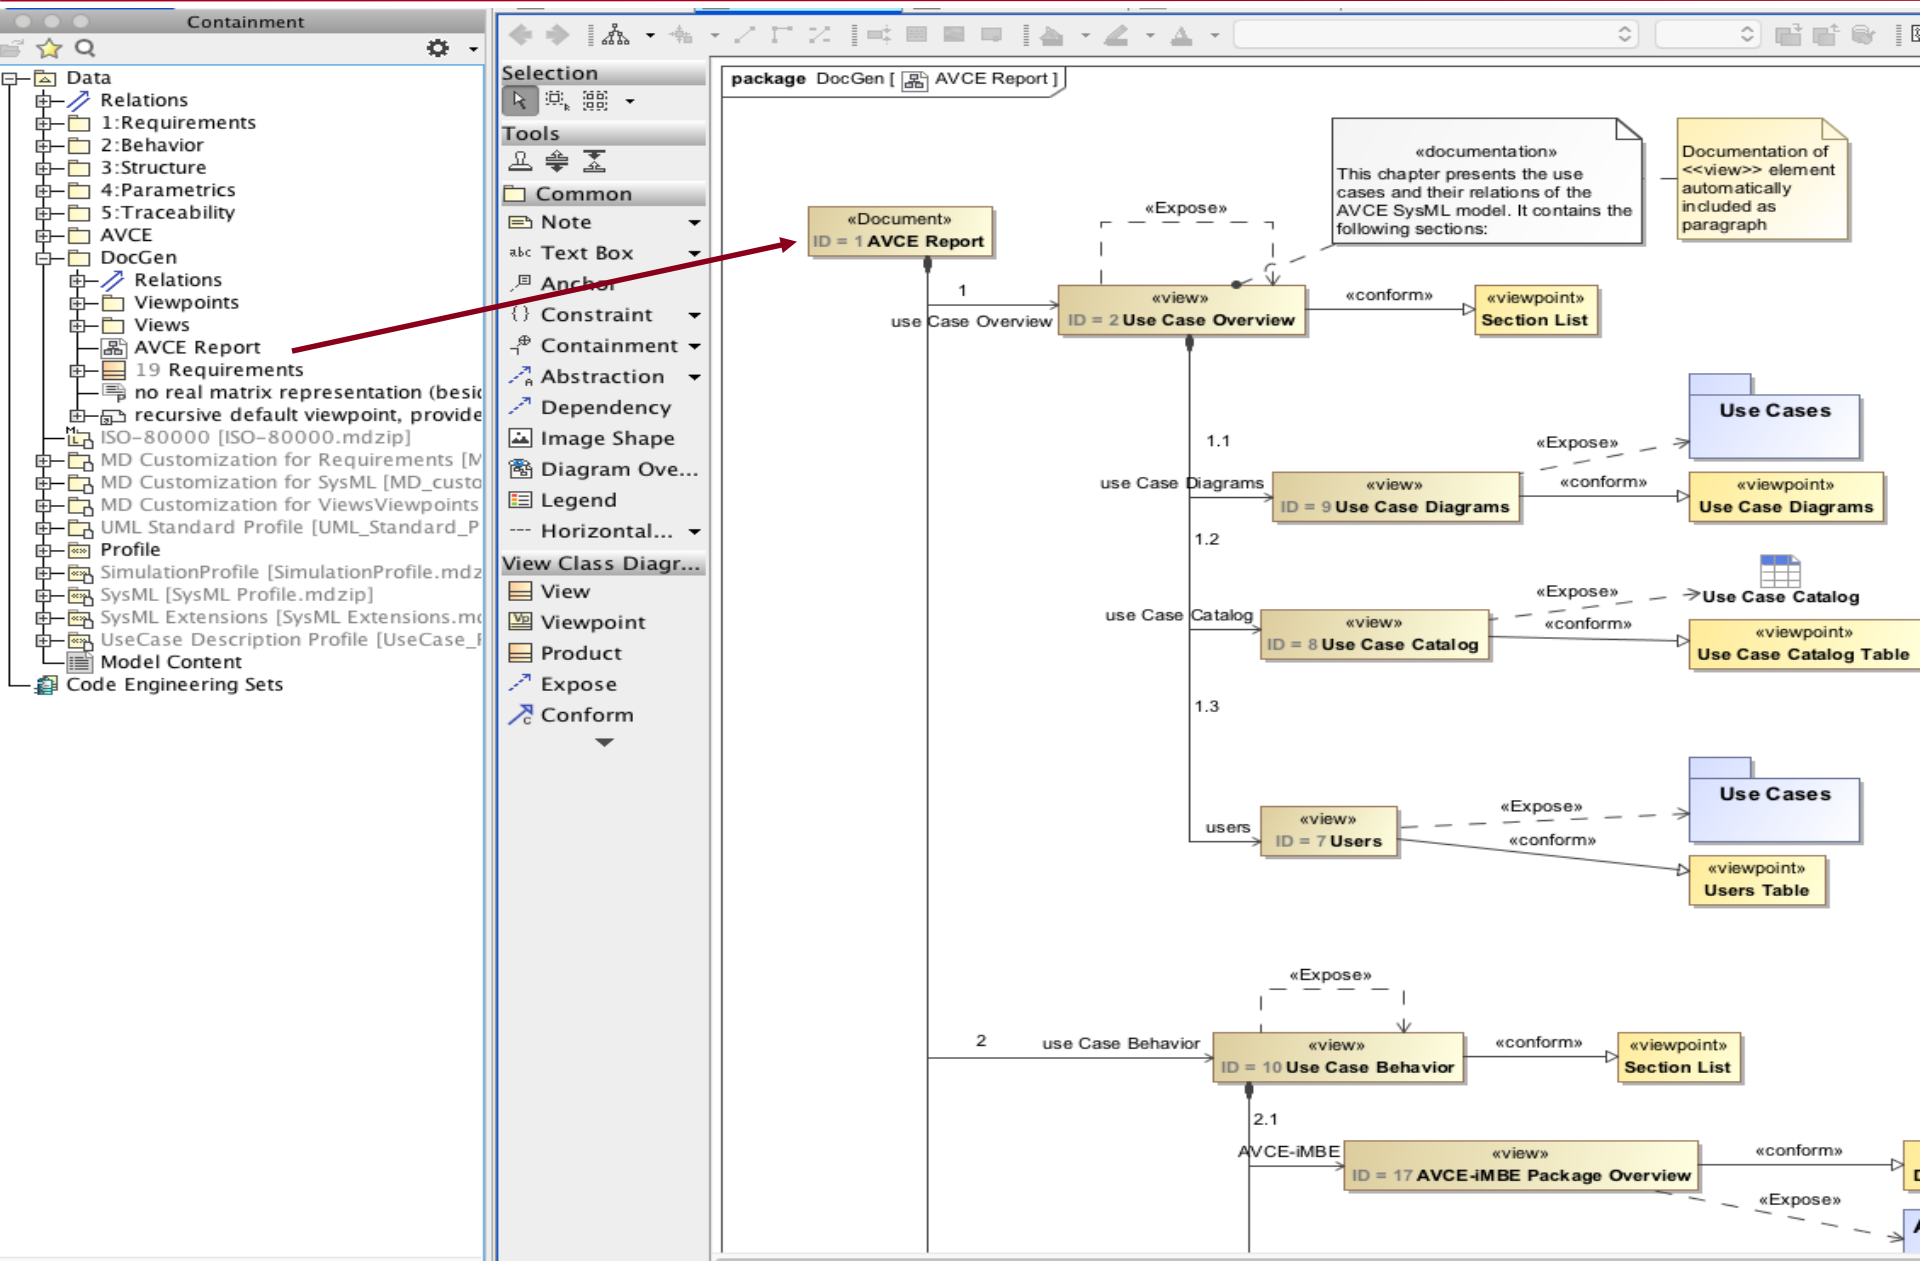 Containment
Data
Relations
1:Requirements
2:Behavior
3:Structure
4:Parametrics
5:Traceability
AVCE
DocGen
Relations
Viewpoints
Views
AVCE Report
19 Requirements
no real matrix representation (besi
recursive default viewpoint, provide
ISO-80000 [ISO-80000.mdzip]
MD Customization for Requirements [M
MD Customization for SysML [MD_custo
MD Customization for ViewsViewpoints
UML Standard Profile [UML_Standard_P
Profile
SimulationProfile [SimulationProfile.mdz
SysML [SysML Profile.mdzip]
SysML Extensions [SysML Extensions.m
UseCase Description Profile [UseCase_
Model Content
Code Engineering Sets
Selection
Tools
Common
Note
abc Text Box
Anchor
{} Constraint
Containment
Abstraction
Dependency
Image Shape
Diagram Ove...
Legend
Horizontal...
View Class Diagr...
View
Viewpoint
Product
Expose
Conform
package DocGen [ AVCE Report ]
«Document»
ID = 1 AVCE Report
«documentation»
This chapter presents the use
cases and their relations of the
AVCE SysML model. It contains the
following sections:
Documentation of
<<view>> element
automatically
included as
paragraph
«Expose»
1
use Case Overview
«view»
ID = 2 Use Case Overview
«conform»
«viewpoint»
Section List
1.1
use Case Diagrams
«view»
ID = 9 Use Case Diagrams
«Expose»
Use Cases
«conform»
«viewpoint»
Use Case Diagrams
1.2
use Case Catalog
«view»
ID = 8 Use Case Catalog
«Expose»
Use Case Catalog
«conform»
«viewpoint»
Use Case Catalog Table
1.3
users
«view»
ID = 7 Users
«Expose»
Use Cases
«conform»
«viewpoint»
Users Table
«Expose»
2
use Case Behavior
«view»
ID = 10 Use Case Behavior
«conform»
«viewpoint»
Section List
2.1
AVCE-iMBE
«view»
ID = 17 AVCE-iMBE Package Overview
«conform»
«Expose»